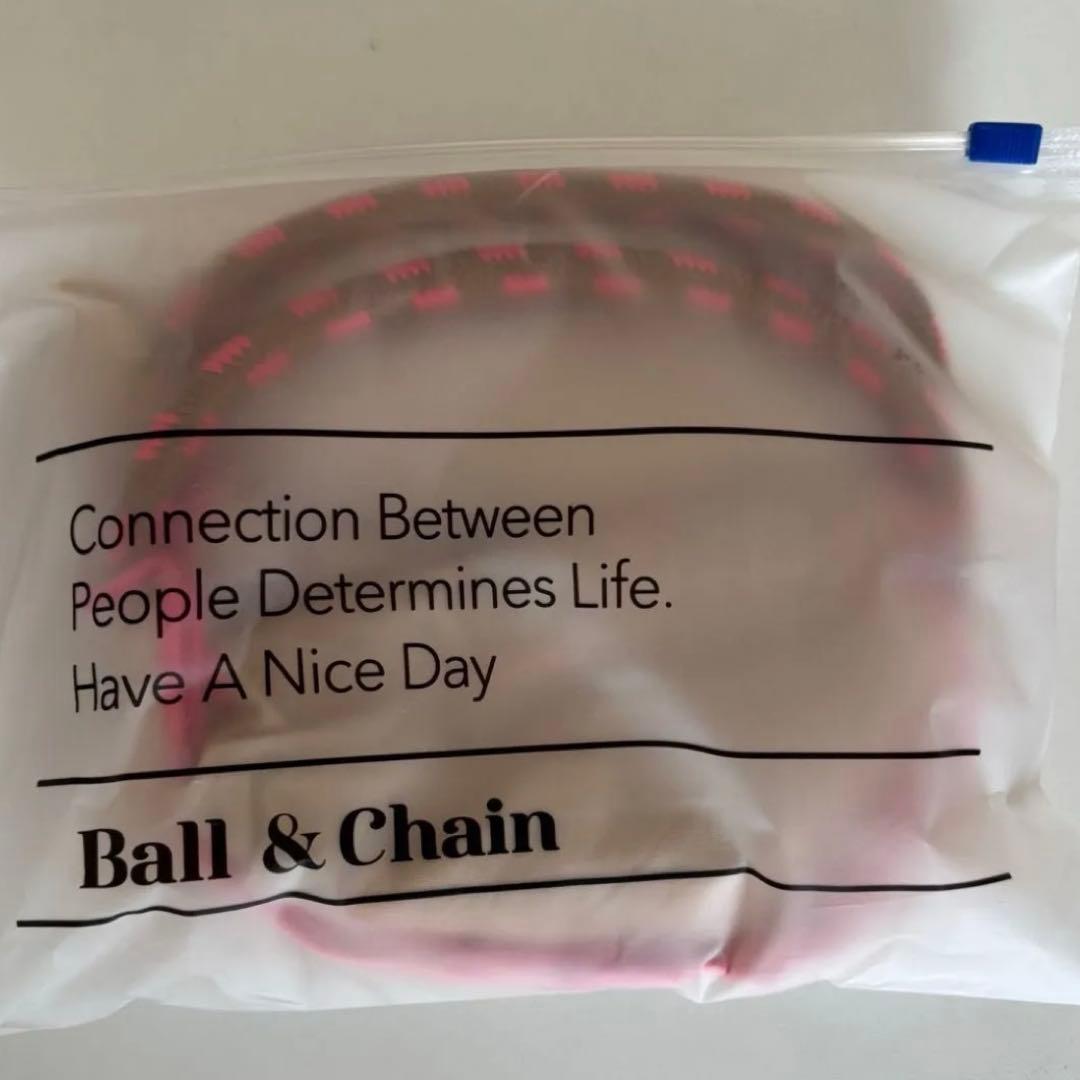 Connection Between
People Determines Life.
Have A Nice Day
Ball & Chain